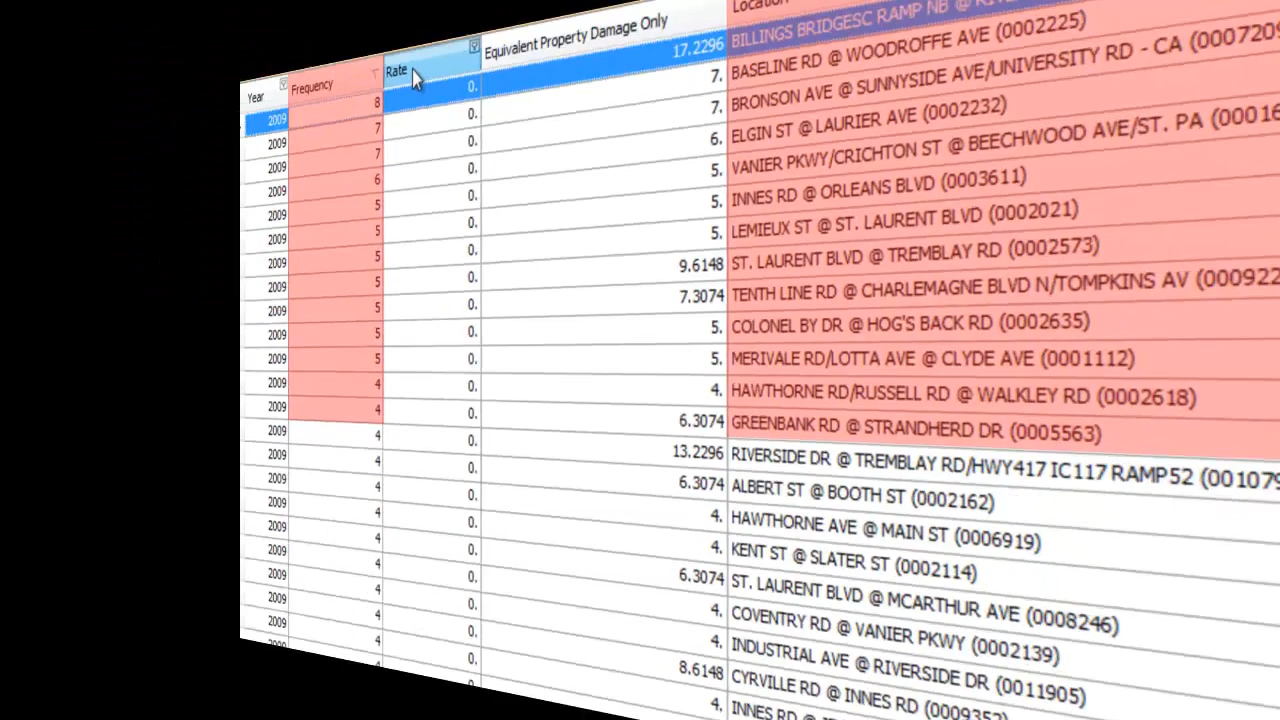 Year Frequency Rate Equivalent Property Damage Only Location
2009 8 0. 17.2296 BILLINGS BRIDGESC RAMP NB @
2009 7 0. 7. BASELINE RD @ WOODROFFE AVE (0002225)
2009 7 0. 7. BRONSON AVE @ SUNNYSIDE AVE/UNIVERSITY RD - CA (0007209
2009 6 0. 6. ELGIN ST @ LAURIER AVE (0002232)
2009 5 0. 5. VANIER PKWY/CRICHTON ST @ BEECHWOOD AVE/ST. PA (00016
2009 5 0. 5. INNES RD @ ORLEANS BLVD (0003611)
2009 5 0. 5. LEMIEUX ST @ ST. LAURENT BLVD (0002021)
2009 5 0. 9.6148 ST. LAURENT BLVD @ TREMBLAY RD (0002573)
2009 5 0. 7.3074 TENTH LINE RD @ CHARLEMAGNE BLVD N/TOMPKINS AV (000922
2009 5 0. 5. COLONEL BY DR @ HOG'S BACK RD (0002635)
2009 5 0. 5. MERIVALE RD/LOTTA AVE @ CLYDE AVE (0001112)
2009 4 0. 4. HAWTHORNE RD/RUSSELL RD @ WALKLEY RD (0002618)
2009 4 0. 6.3074 GREENBANK RD @ STRANDHERD DR (0005563)
2009 4 0. 13.2296 RIVERSIDE DR @ TREMBLAY RD/HWY417 IC117 RAMP52 (001079
2009 4 0. 6.3074 ALBERT ST @ BOOTH ST (0002162)
2009 4 0. 4. HAWTHORNE AVE @ MAIN ST (0006919)
2009 4 0. 4. KENT ST @ SLATER ST (0002114)
2009 4 0. 6.3074 ST. LAURENT BLVD @ MCARTHUR AVE (0008246)
2009 4 0. 4. COVENTRY RD @ VANIER PKWY (0002139)
2009 4 0. 4. INDUSTRIAL AVE @ RIVERSIDE DR (0011905)
2009 4 0. 8.6148 CYRVILLE RD @ INNES RD (0009352)
2009 4 0. 4. INNES RD @